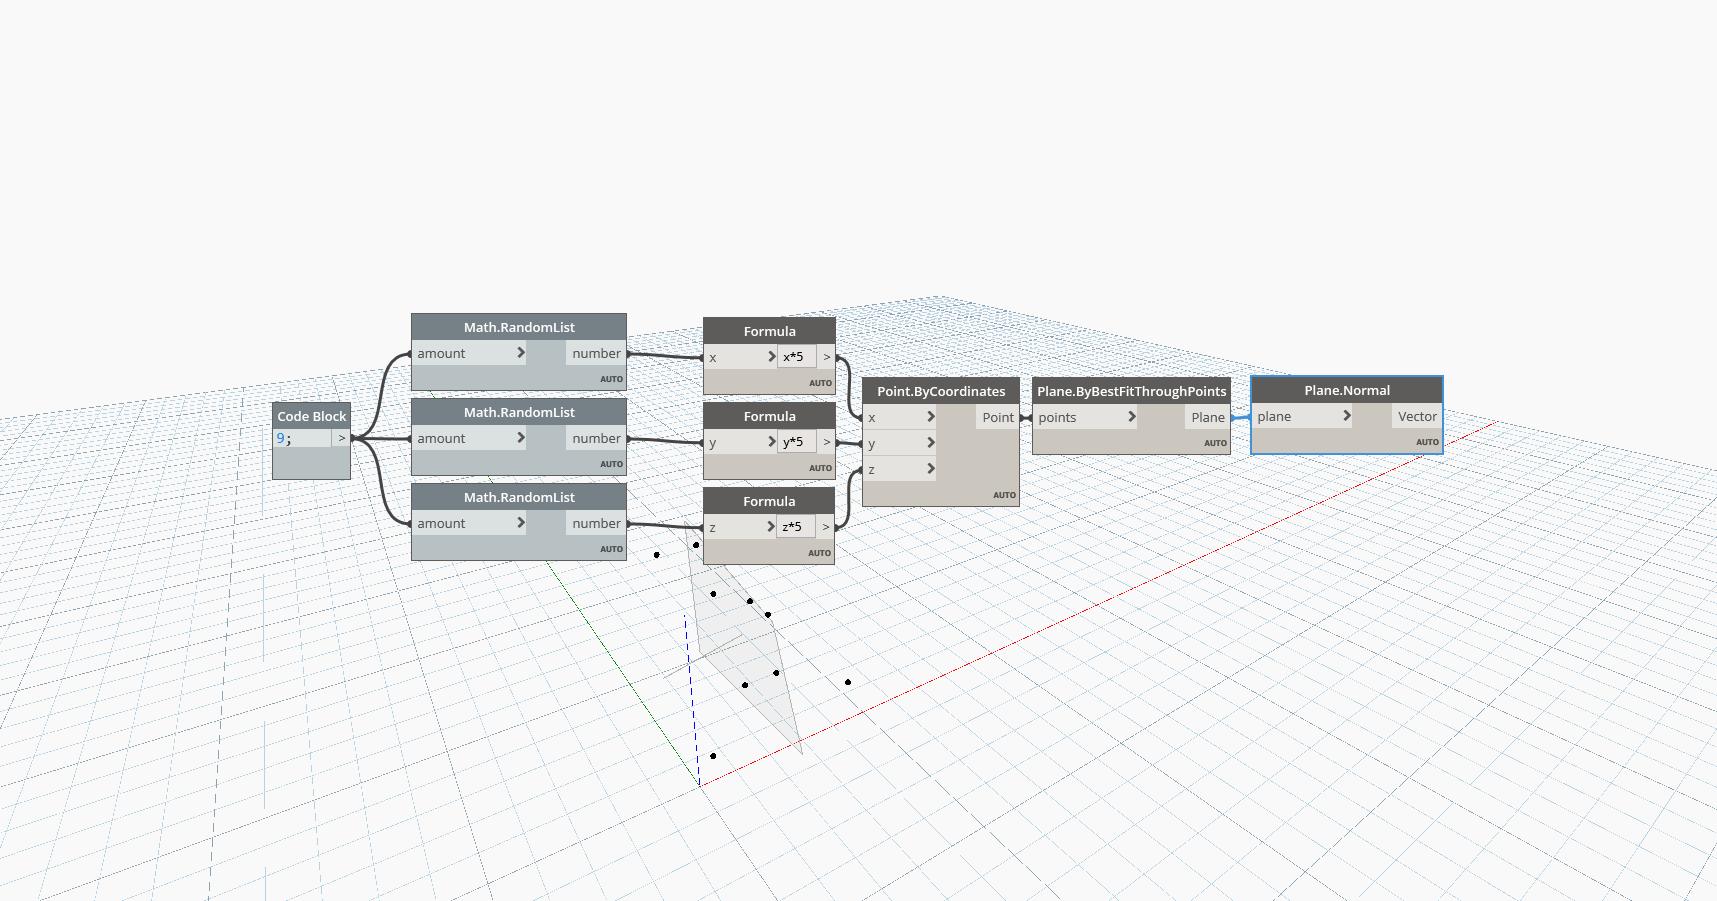 Code Block
9;
>
Math.RandomList
amount > number
AUTO
Math.RandomList
amount > number
AUTO
Math.RandomList
amount > number
AUTO
Formula
x > x*5 >
AUTO
Formula
y > y*5 >
AUTO
Formula
z > z*5 >
AUTO
Point.ByCoordinates
x > Point
y >
z >
AUTO
Plane.ByBestFitThroughPoints
points > Plane
AUTO
Plane.Normal
plane > Vector
AUTO